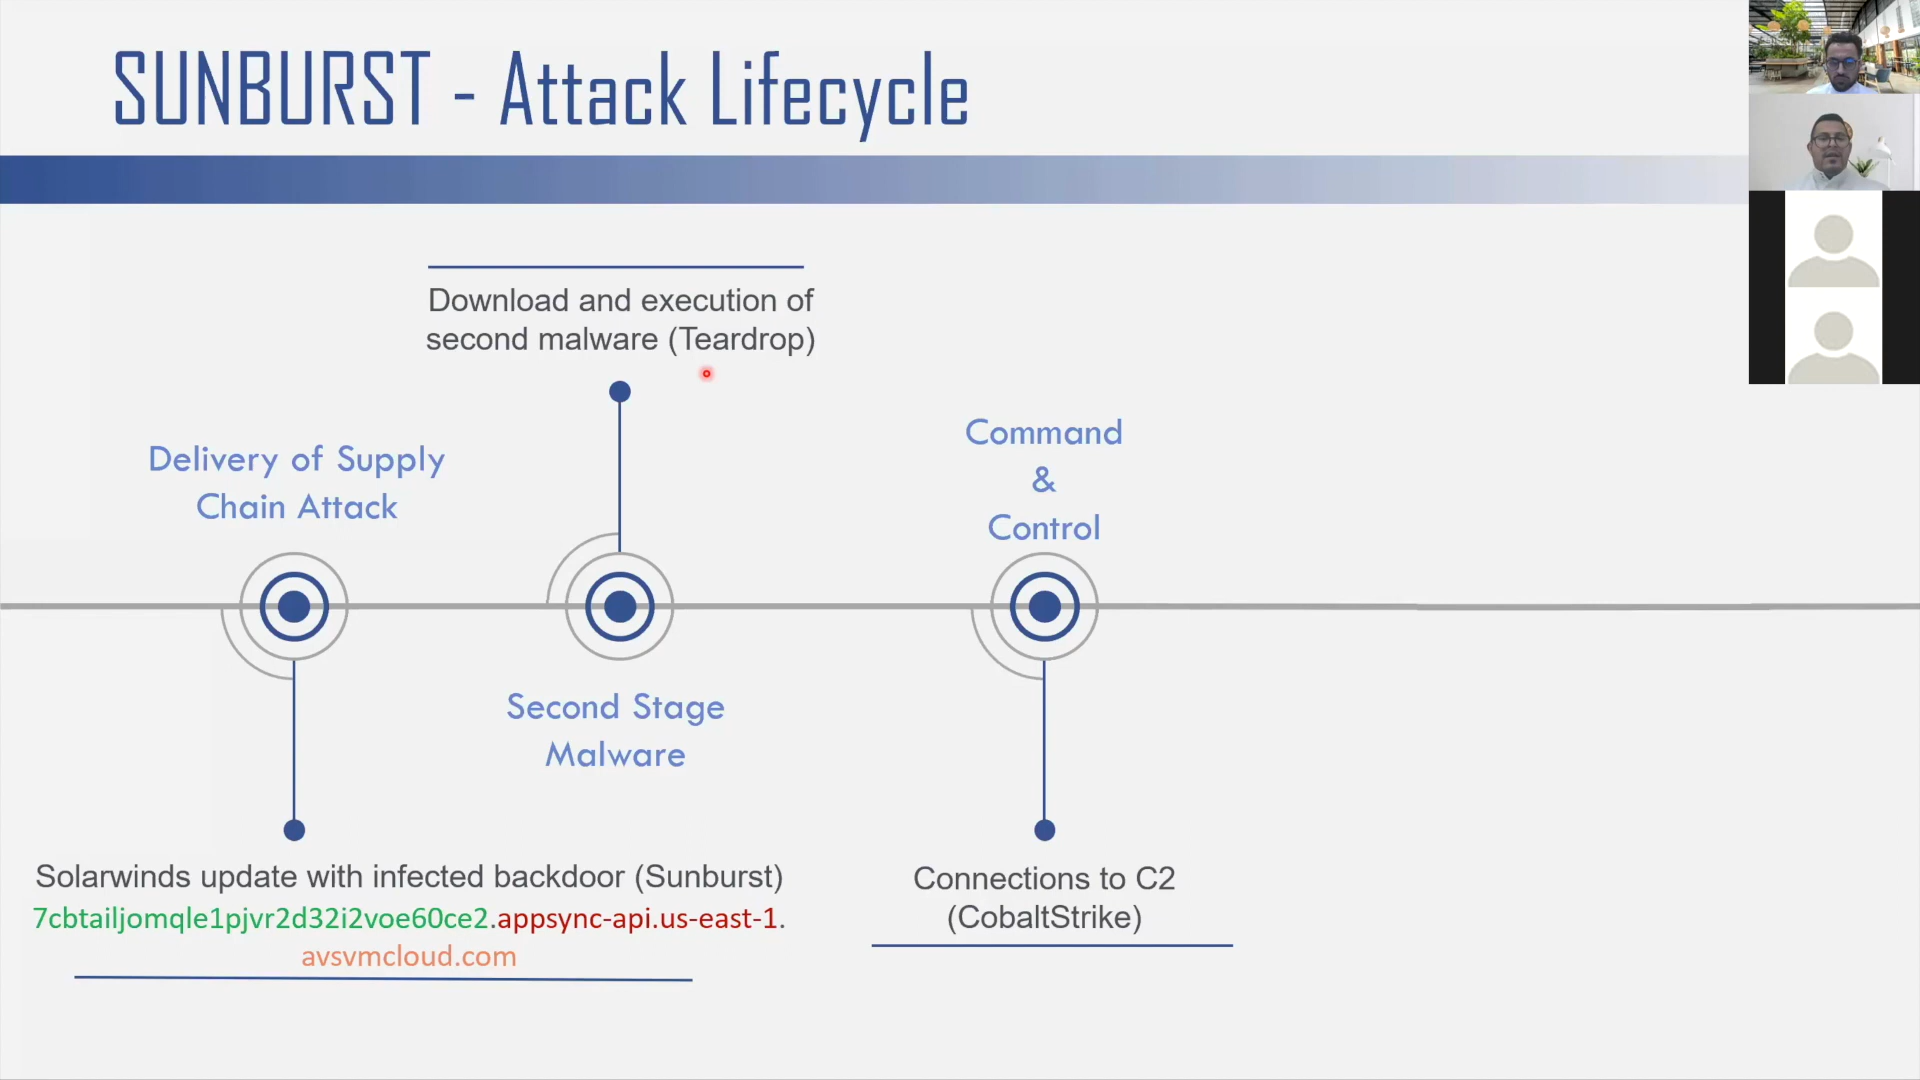 SUNBURST - Attack Lifecycle
Download and execution of
second malware (Teardrop)
Delivery of Supply
Chain Attack
Command
&
Control
Second Stage
Malware
Solarwinds update with infected backdoor (Sunburst)
7cbtailjomqle1pjvr2d32i2voe60ce2.appsync-api.us-east-1.
avsvmcloud.com
Connections to C2
(CobaltStrike)